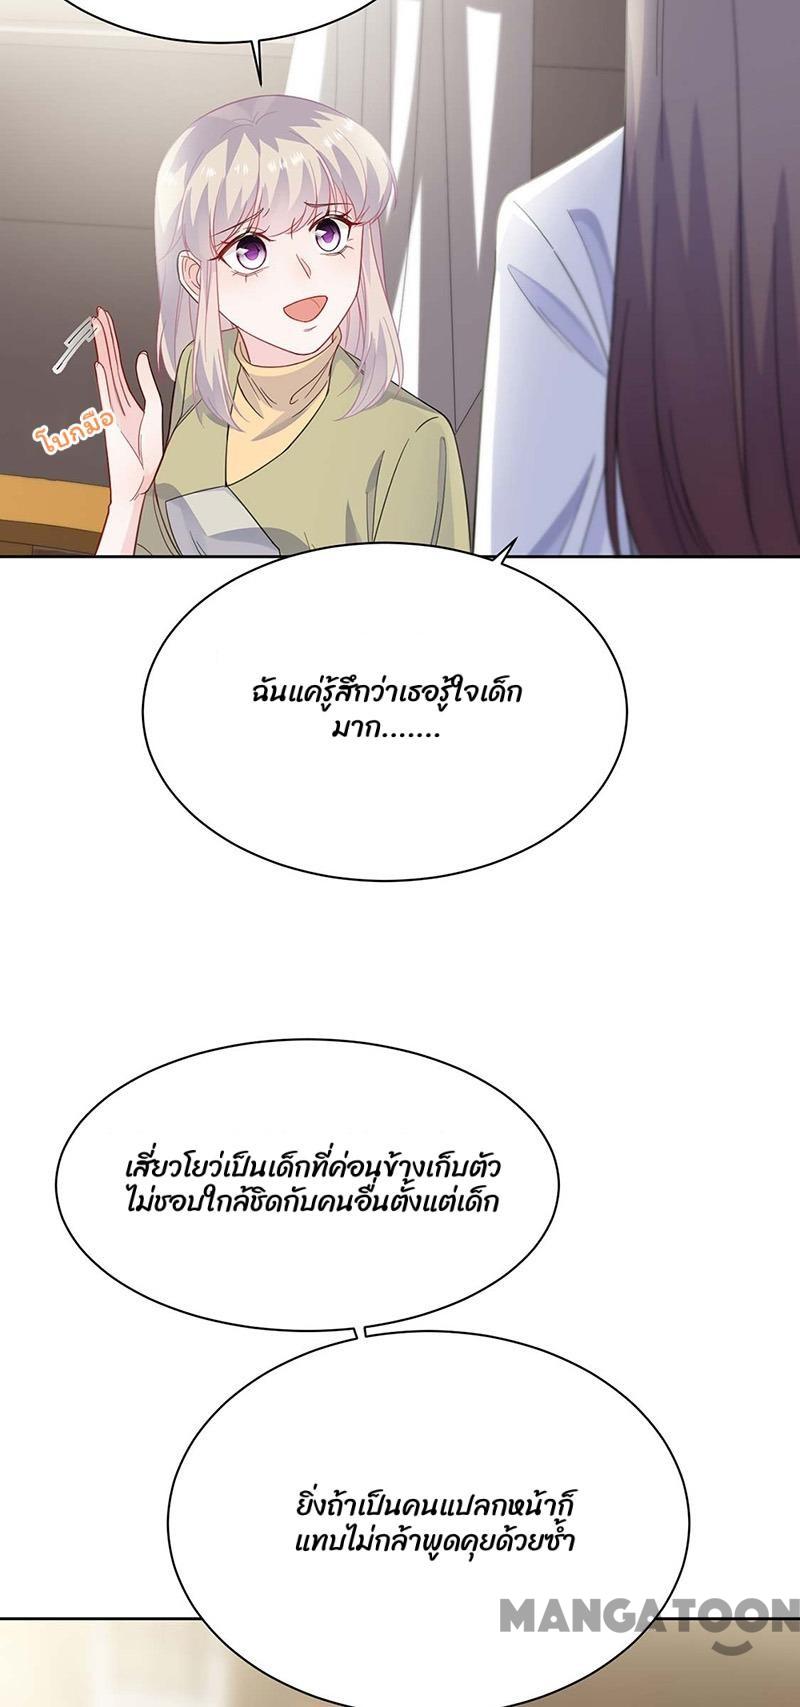 โบกมือ
ฉันแค่รู้สึกว่าเธอรู้ใจเด็ก
มาก.......
เสี่ยวโยว่เป็นเด็กที่ค่อนข้างเก็บตัว
ไม่ชอบใกล้ชิดกับคนอื่นตั้งแต่เด็ก
ยิ่งถ้าเป็นคนแปลกหน้าก็
แทบไม่กล้าพูดคุยด้วยซ้ำ
MANGATOON